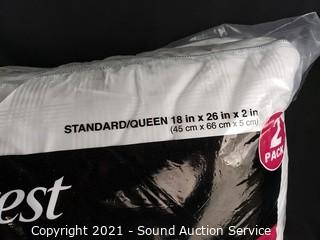 STANDARD/QUEEN 18 in x 26 in x 2 in
(45 cm x 66 cm x 5 cm)
2
PACK
est
Copyright 2021 - Sound Auction Service